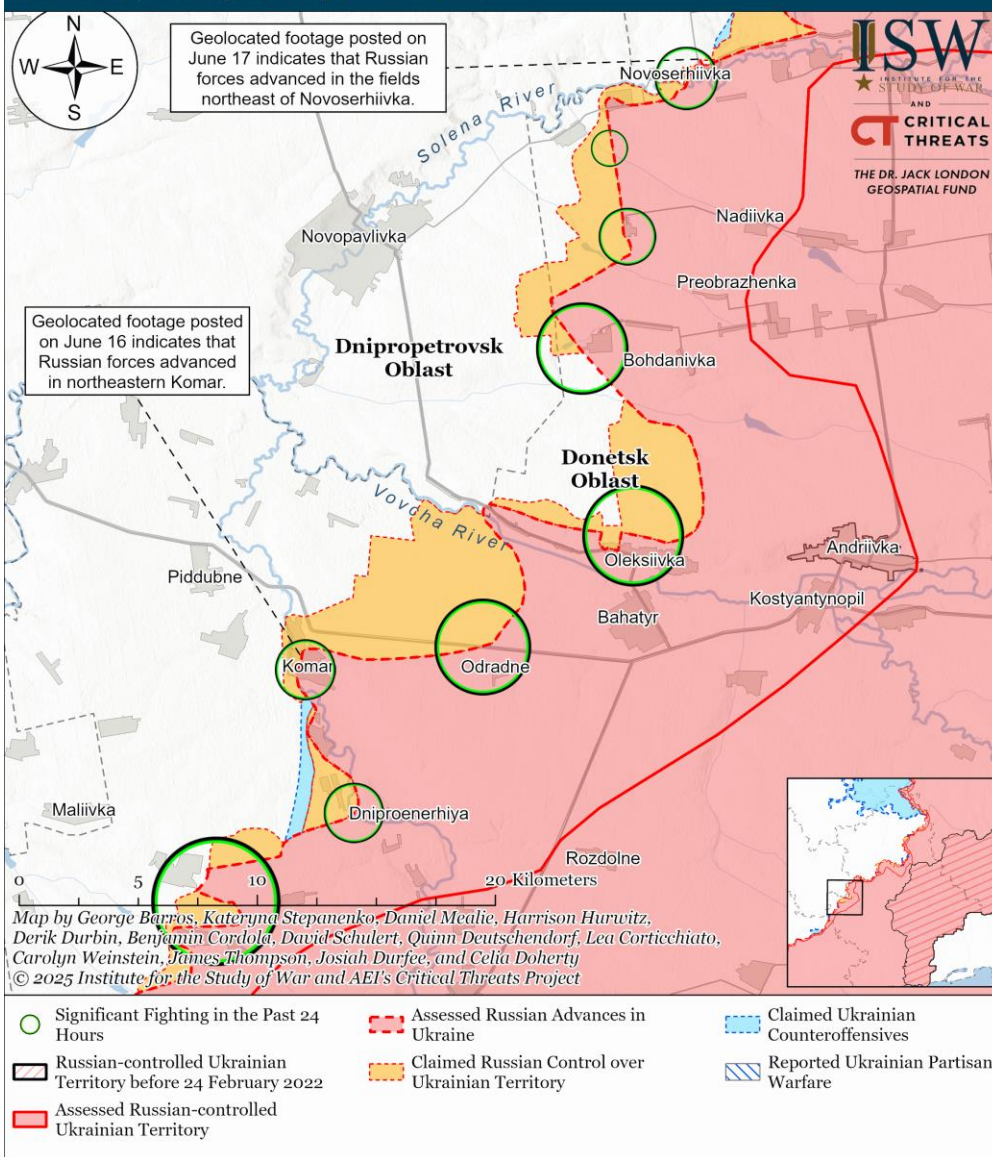 N
W E
S
Geolocated footage posted on
June 17 indicates that Russian
forces advanced in the fields
northeast of Novoserhiivka.
ISW
INSTITUTE FOR THE
STUDY OF WAR
AND
CT CRITICAL
THREATS
THE DR. JACK LONDON
GEOSPATIAL FUND
Novoserhiivka
Solena River
Nadiivka
Novopavlivka
Preobrazhenka
Geolocated footage posted
on June 16 indicates that
Russian forces advanced
in northeastern Komar.
Dnipropetrovsk
Oblast
Bohdanivka
Donetsk
Oblast
Vovcha River
Oleksiivka
Andriivka
Piddubne
Kostyantynopil
Bahatyr
Komar
Odradne
Maliivka
Dniproenerhiya
Rozdolne
0 5 10 20 Kilometers
Map by George Barros, Kateryna Stepanenko, Daniel Mealie, Harrison Hurwitz,
Derik Durbin, Benjamin Cordola, David Schulert, Quinn Deutschendorf, Lea Corticchiato,
Carolyn Weinstein, James Thompson, Josiah Durfee, and Celia Doherty
© 2025 Institute for the Study of War and AEI's Critical Threats Project
Significant Fighting in the Past 24
Hours
Russian-controlled Ukrainian
Territory before 24 February 2022
Assessed Russian-controlled
Ukrainian Territory
Assessed Russian Advances in
Ukraine
Claimed Russian Control over
Ukrainian Territory
Claimed Ukrainian
Counteroffensives
Reported Ukrainian Partisan
Warfare